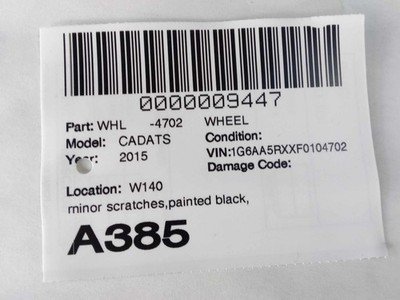 0000009447
Part: WHL -4702 WHEEL
Model: CADATS Condition:
Year: 2015 VIN:1G6AA5RXXF0104702
Damage Code:
Location: W140
minor scratches,painted black,
A385